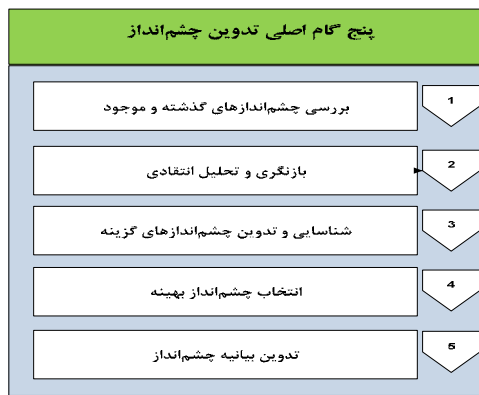 پنج گام اصلی تدوین چشم‌انداز
1 بررسی چشم‌اندازهای گذشته و موجود
2 بازنگری و تحلیل انتقادی
3 شناسایی و تدوین چشم‌اندازهای گزینه
4 انتخاب چشم‌انداز بهینه
5 تدوین بیانیه چشم‌انداز